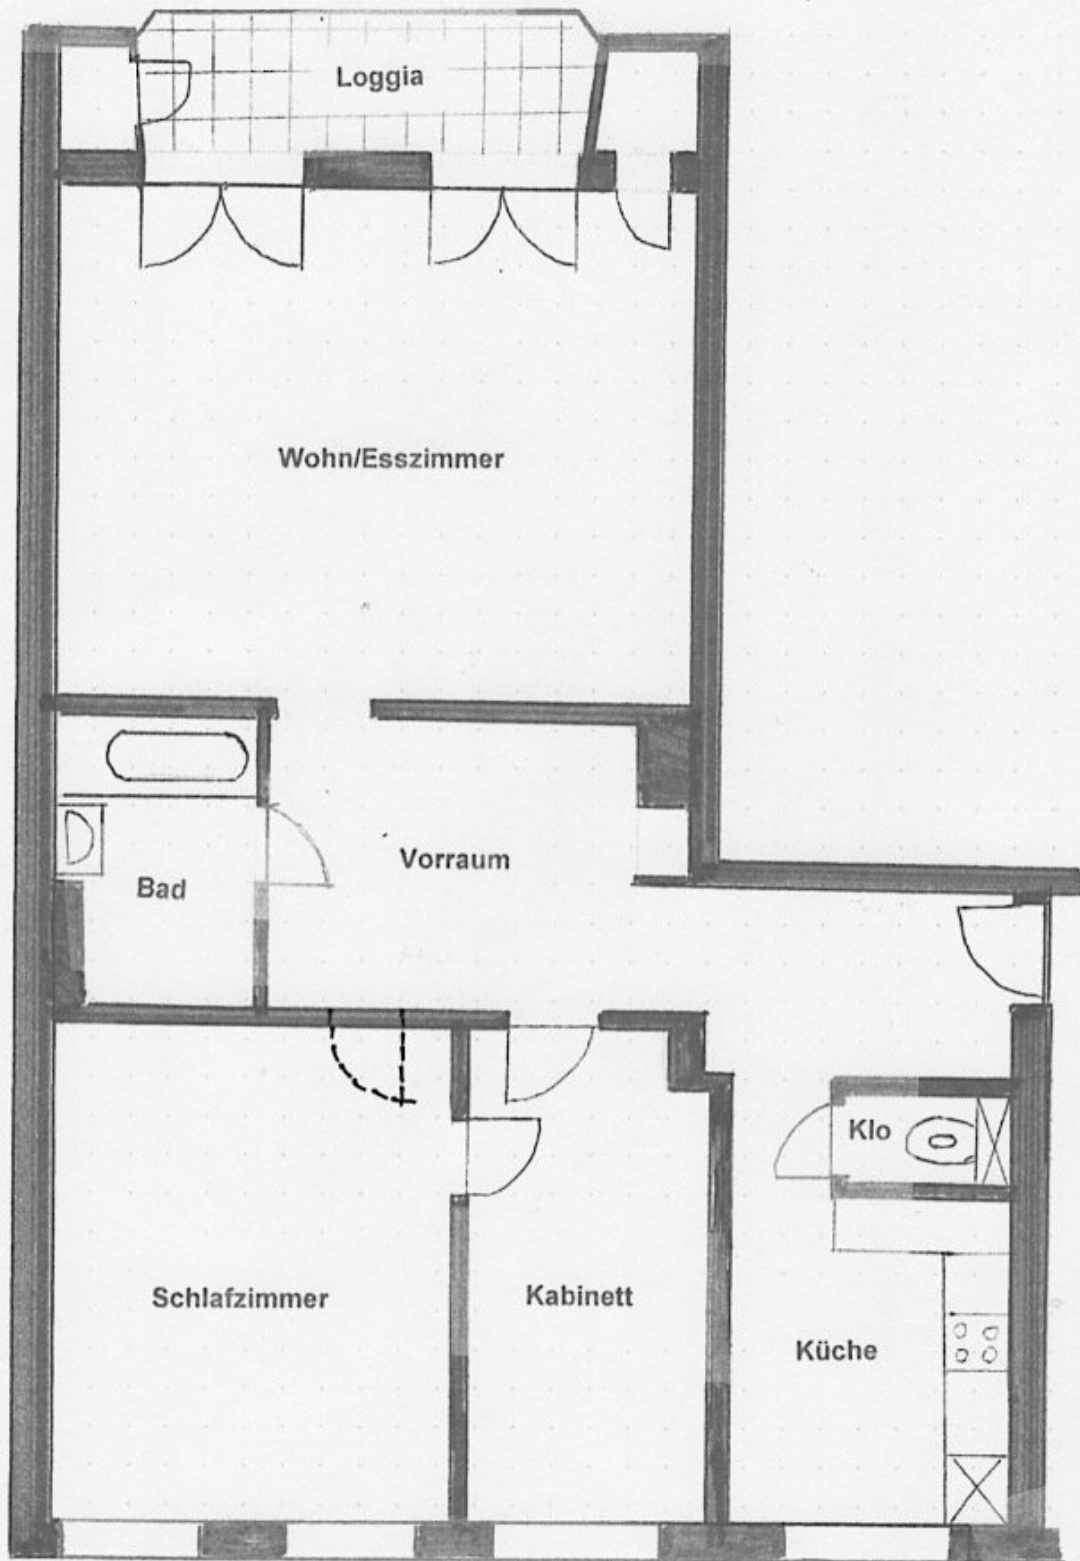 Loggia
Wohn/Esszimmer
Vorraum
Bad
Klo
Schlafzimmer
Kabinett
Küche